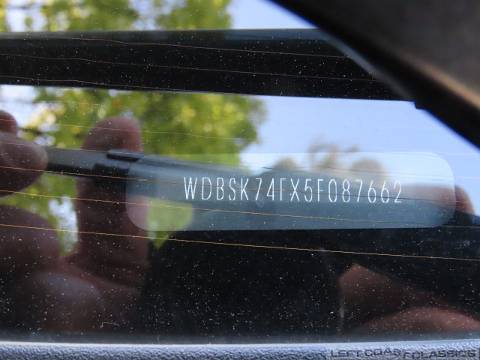 WDBSK74FX5F087662
LEFT COAST CLASSICS